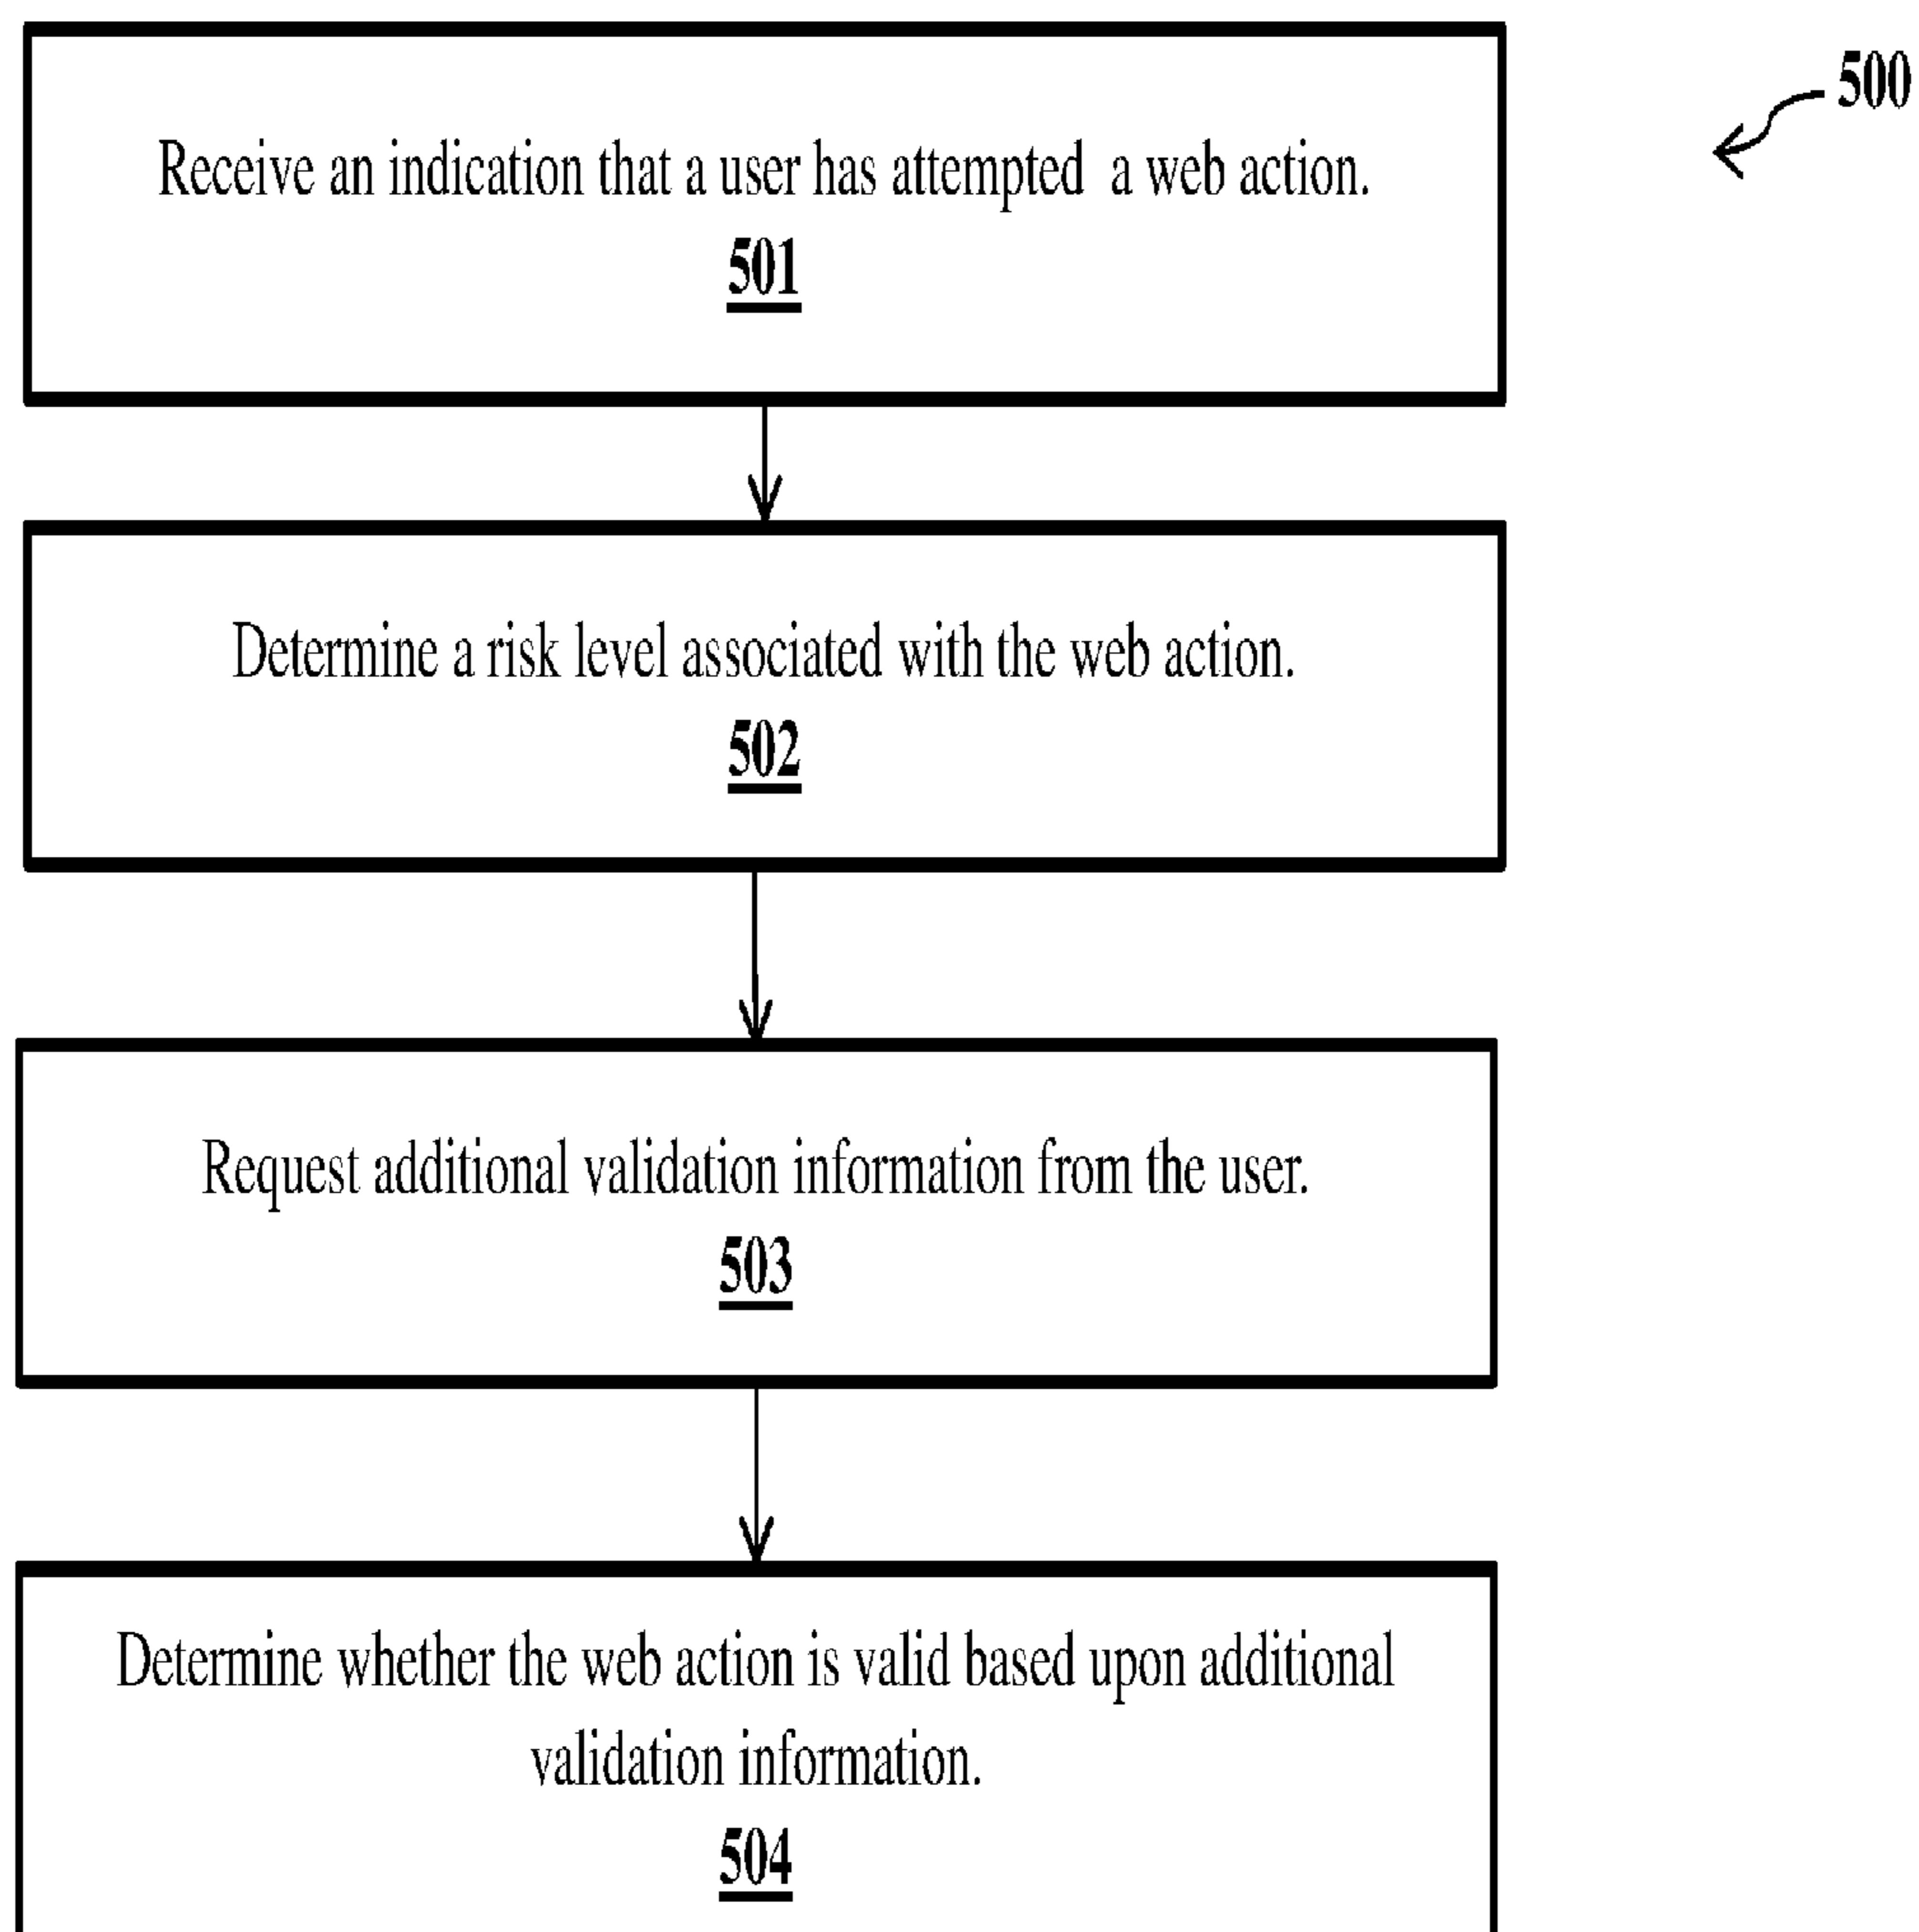 500
Receive an indication that a user has attempted a web action.
501
Determine a risk level associated with the web action.
502
Request additional validation information from the user.
503
Determine whether the web action is valid based upon additional
validation information.
504